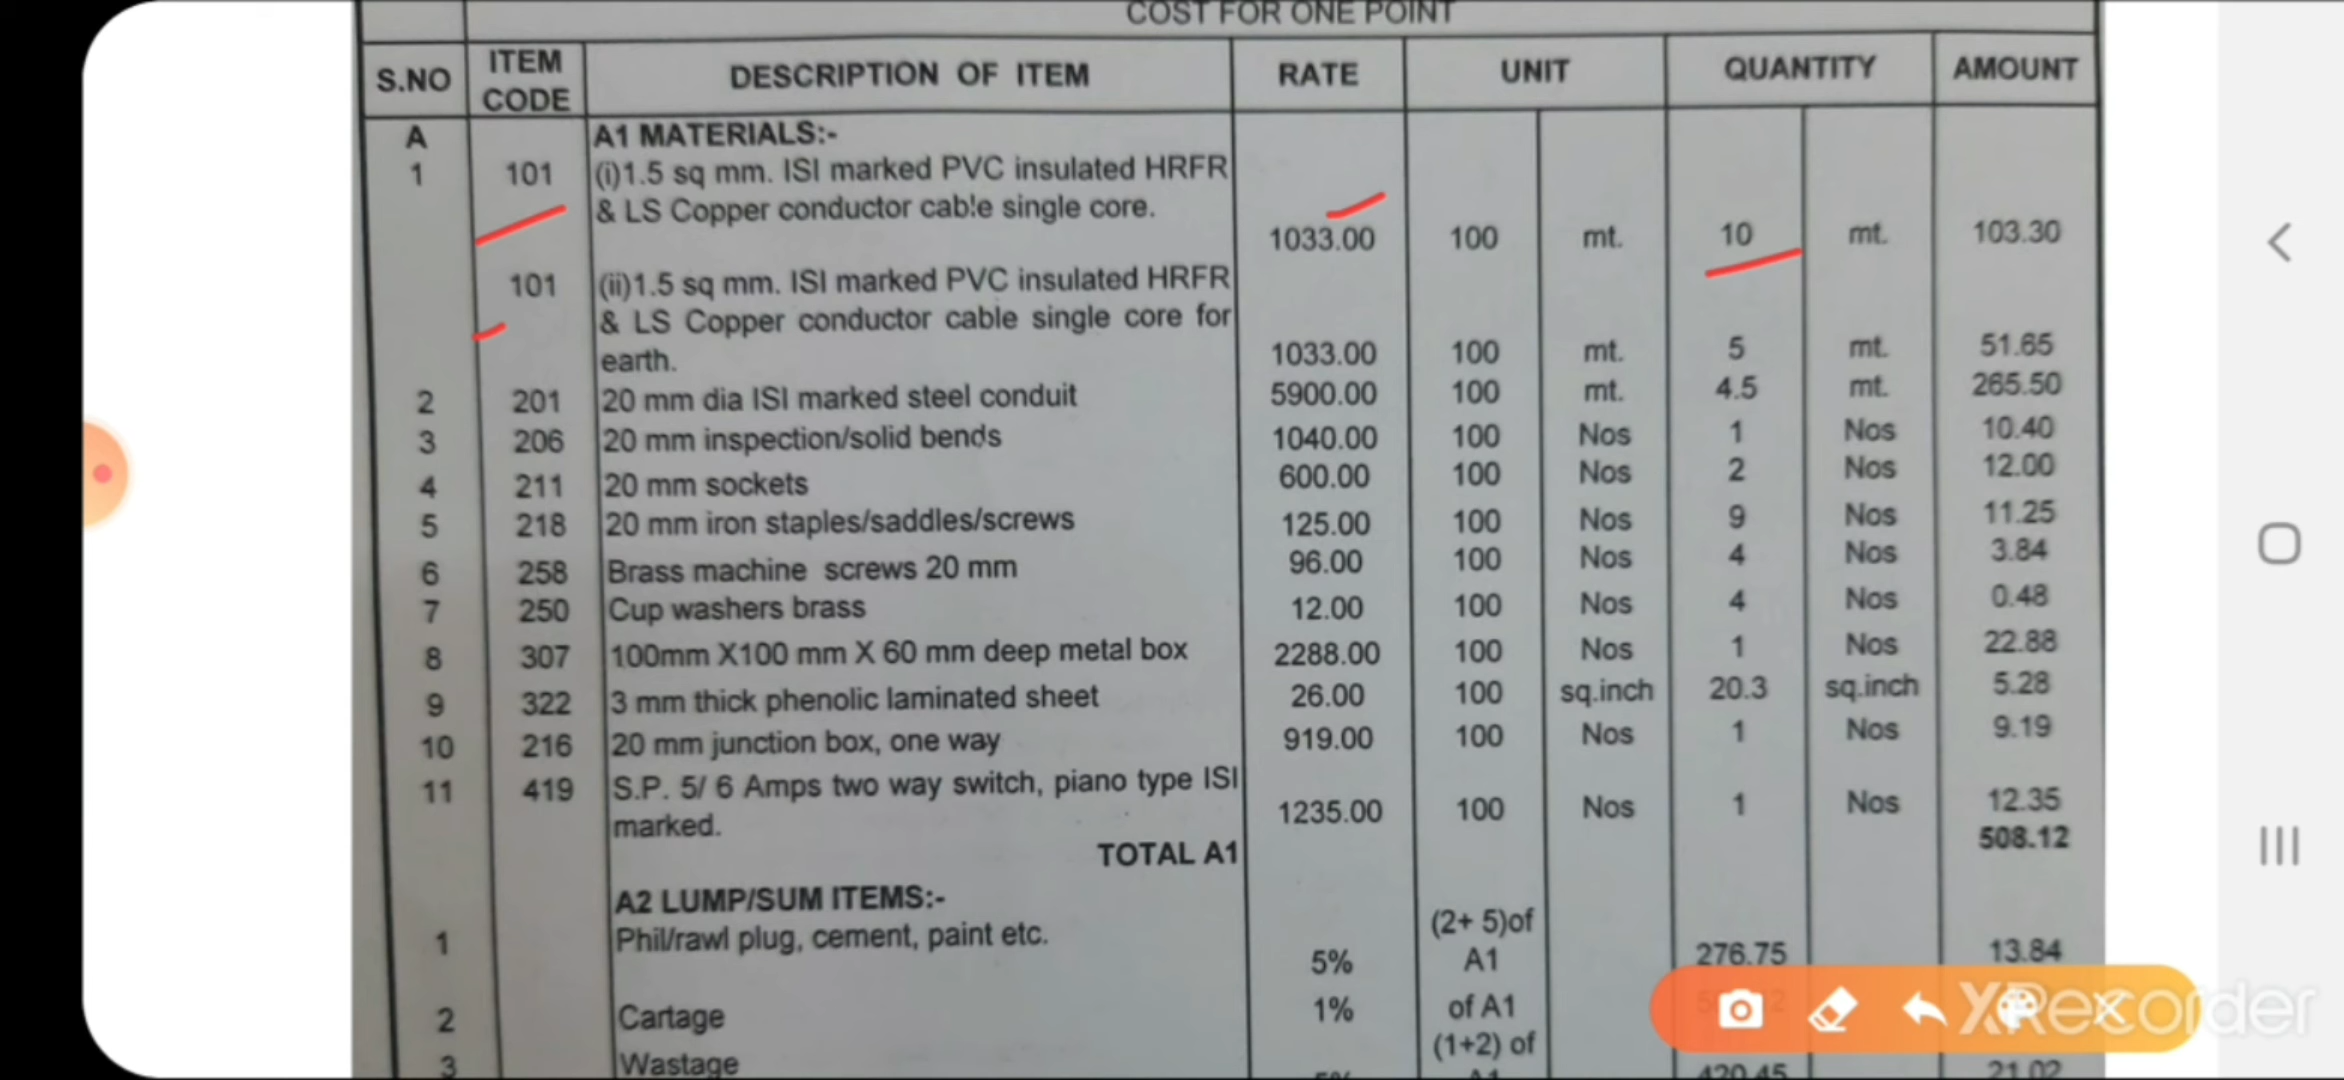 COST FOR ONE POINT
S.NO ITEM CODE DESCRIPTION OF ITEM RATE UNIT QUANTITY AMOUNT
A A1 MATERIALS:-
1 101 (i)1.5 sq mm. ISI marked PVC insulated HRFR
& LS Copper conductor cable single core.
1033.00 100 mt. 10 mt. 103.30
101 (ii)1.5 sq mm. ISI marked PVC insulated HRFR
& LS Copper conductor cable single core for
earth. 1033.00 100 mt. 5 mt. 51.65
2 201 20 mm dia ISI marked steel conduit 5900.00 100 mt. 4.5 mt. 265.50
3 206 20 mm inspection/solid bends 1040.00 100 Nos 1 Nos 10.40
4 211 20 mm sockets 600.00 100 Nos 2 Nos 12.00
5 218 20 mm iron staples/saddles/screws 125.00 100 Nos 9 Nos 11.25
6 258 Brass machine screws 20 mm 96.00 100 Nos 4 Nos 3.84
7 250 Cup washers brass 12.00 100 Nos 4 Nos 0.48
8 307 100mm X100 mm X 60 mm deep metal box 2288.00 100 Nos 1 Nos 22.88
9 322 3 mm thick phenolic laminated sheet 26.00 100 sq.inch 20.3 sq.inch 5.28
10 216 20 mm junction box, one way 919.00 100 Nos 1 Nos 9.19
11 419 S.P. 5/ 6 Amps two way switch, piano type ISI
marked. 1235.00 100 Nos 1 Nos 12.35
TOTAL A1 508.12
A2 LUMP/SUM ITEMS:-
1 Phil/rawl plug, cement, paint etc. 5% (2+ 5)of A1 276.75 13.84
2 Cartage 1% of A1
3 Wastage 5% (1+2) of A1 420.45 21.02
XRecorder